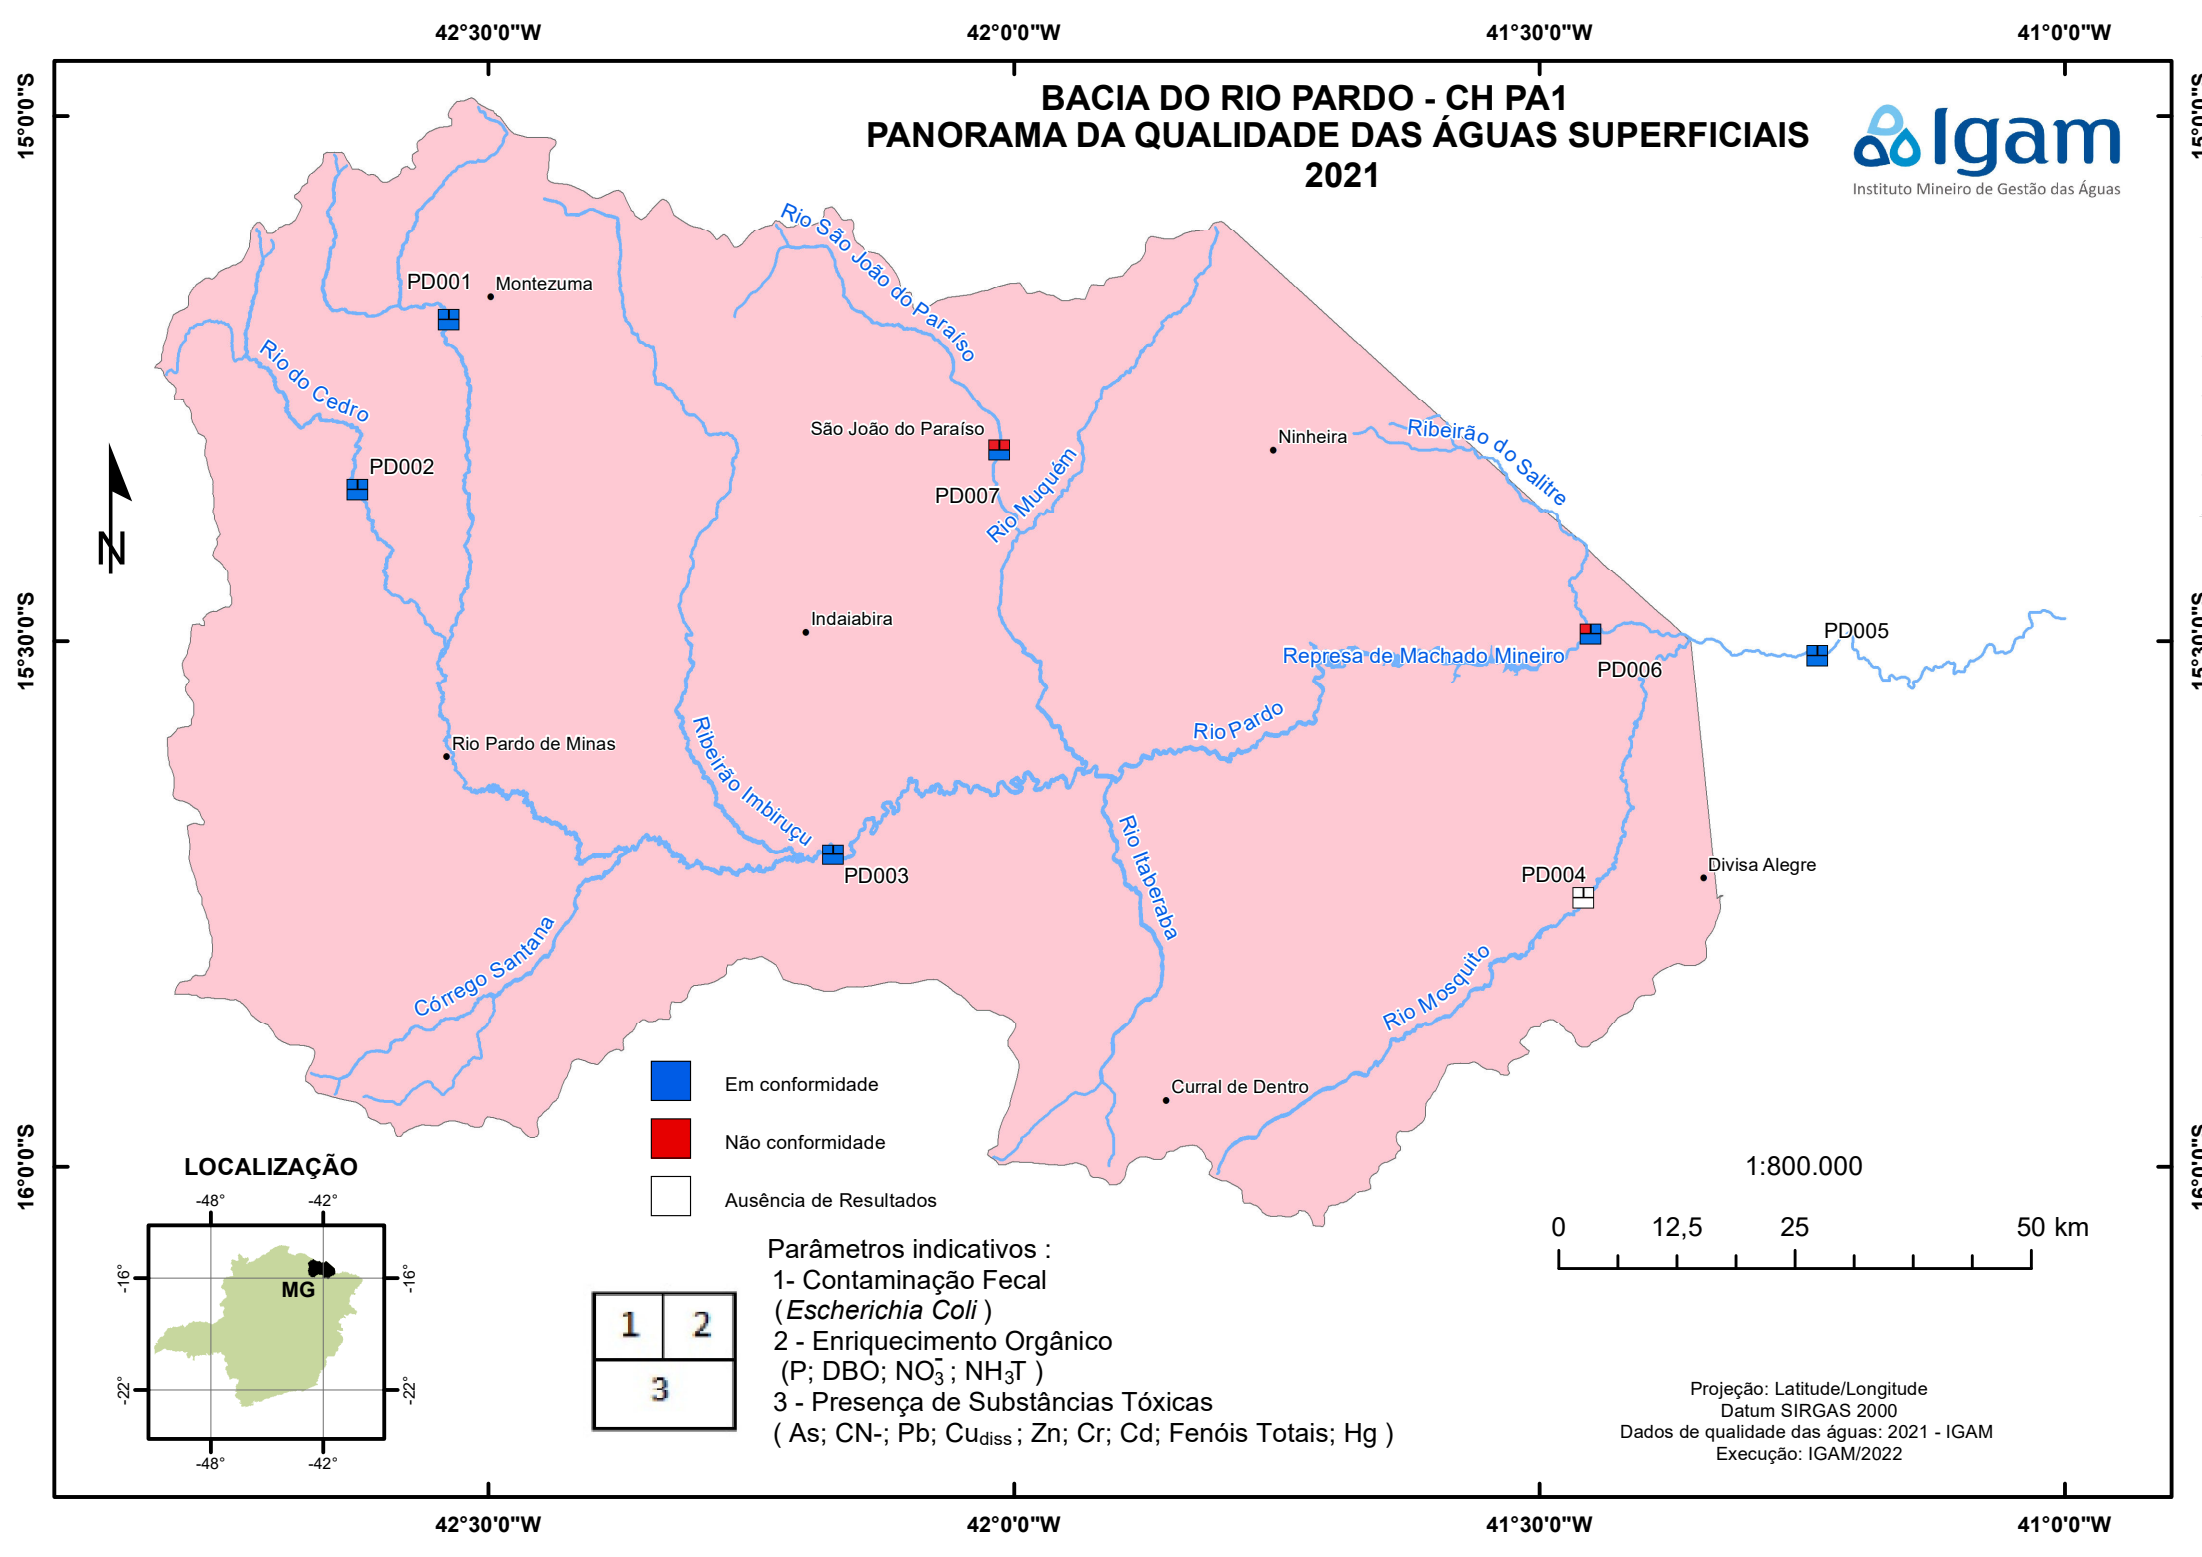 42°30'0"W
42°0'0"W
41°30'0"W
41°0'0"W
BACIA DO RIO PARDO - CH PA1
PANORAMA DA QUALIDADE DAS ÁGUAS SUPERFICIAIS
2021
Igam
Instituto Mineiro de Gestão das Águas
15°0'0"S
15°0'0"S
Rio São João do Paraíso
PD001
Montezuma
Rio do Cedro
São João do Paraíso
Ninheira
Ribeirão do Salitre
PD002
PD007
Rio Muquém
N
Indaiabira
15°30'0"S
15°30'0"S
PD005
Represa de Machado Mineiro
PD006
Rio Pardo
Rio Pardo de Minas
Ribeirão Imbiruçu
Rio Itaberaba
PD003
PD004
Divisa Alegre
Córrego Santana
Rio Mosquito
Curral de Dentro
Em conformidade
Não conformidade
Ausência de Resultados
16°0'0"S
16°0'0"S
1:800.000
0 12,5 25 50 km
LOCALIZAÇÃO
-48° -42°
-16° -16°
MG
-22° -22°
-48° -42°
1 2
3
Parâmetros indicativos :
1- Contaminação Fecal
(Escherichia Coli )
2 - Enriquecimento Orgânico
(P; DBO; NO₃⁻ ; NH₃T )
3 - Presença de Substâncias Tóxicas
( As; CN-; Pb; Cudiss ; Zn; Cr; Cd; Fenóis Totais; Hg )
Projeção: Latitude/Longitude
Datum SIRGAS 2000
Dados de qualidade das águas: 2021 - IGAM
Execução: IGAM/2022
42°30'0"W
42°0'0"W
41°30'0"W
41°0'0"W